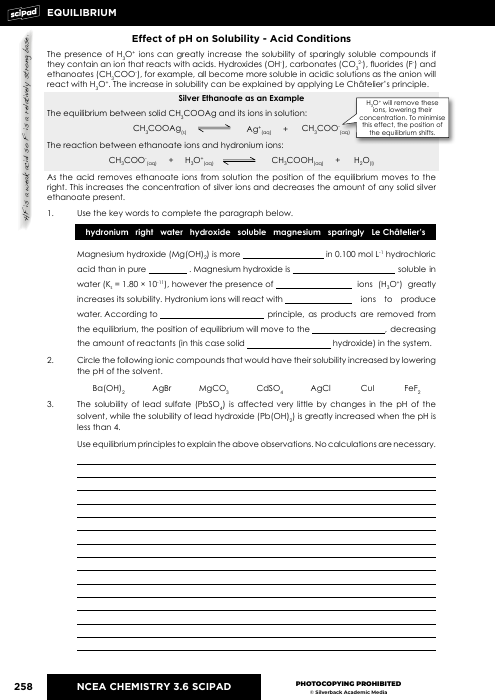 scipad EQUILIBRIUM
Effect of pH on Solubility - Acid Conditions
The presence of H₃O⁺ ions can greatly increase the solubility of sparingly soluble compounds if
they contain an ion that reacts with acids. Hydroxides (OH⁻), carbonates (CO₃²⁻), fluorides (F⁻) and
ethanoates (CH₃COO⁻), for example, all become more soluble in acidic solutions as the anion will
react with H₃O⁺. The increase in solubility can be explained by applying Le Châtelier's principle.
HF is a weak acid so F⁻ is a relatively strong base.
Silver Ethanoate as an Example
The equilibrium between solid CH₃COOAg and its ions in solution:
CH₃COOAg(s) ⇌ Ag⁺(aq) + CH₃COO⁻(aq)
H₃O⁺ will remove these
ions, lowering their
concentration. To minimise
this effect, the position of
the equilibrium shifts.
The reaction between ethanoate ions and hydronium ions:
CH₃COO⁻(aq) + H₃O⁺(aq) ⇌ CH₃COOH(aq) + H₂O(l)
As the acid removes ethanoate ions from solution the position of the equilibrium moves to the
right. This increases the concentration of silver ions and decreases the amount of any solid silver
ethanoate present.
1. Use the key words to complete the paragraph below.
hydronium right water hydroxide soluble magnesium sparingly Le Châtelier's
Magnesium hydroxide (Mg(OH)₂) is more ____________ in 0.100 mol L⁻¹ hydrochloric
acid than in pure ________ . Magnesium hydroxide is ____________ soluble in
water (Kₛ = 1.80 × 10⁻¹¹), however the presence of ____________ ions (H₃O⁺) greatly
increases its solubility. Hydronium ions will react with ____________ ions to produce
water. According to ____________ principle, as products are removed from
the equilibrium, the position of equilibrium will move to the ____________, decreasing
the amount of reactants (in this case solid ____________ hydroxide) in the system.
2. Circle the following ionic compounds that would have their solubility increased by lowering
the pH of the solvent.
Ba(OH)₂ AgBr MgCO₃ CdSO₄ AgCl CuI FeF₂
3. The solubility of lead sulfate (PbSO₄) is affected very little by changes in the pH of the
solvent, while the solubility of lead hydroxide (Pb(OH)₂) is greatly increased when the pH is
less than 4.
Use equilibrium principles to explain the above observations. No calculations are necessary.
258 NCEA CHEMISTRY 3.6 SCIPAD PHOTOCOPYING PROHIBITED
© Silverback Academic Media